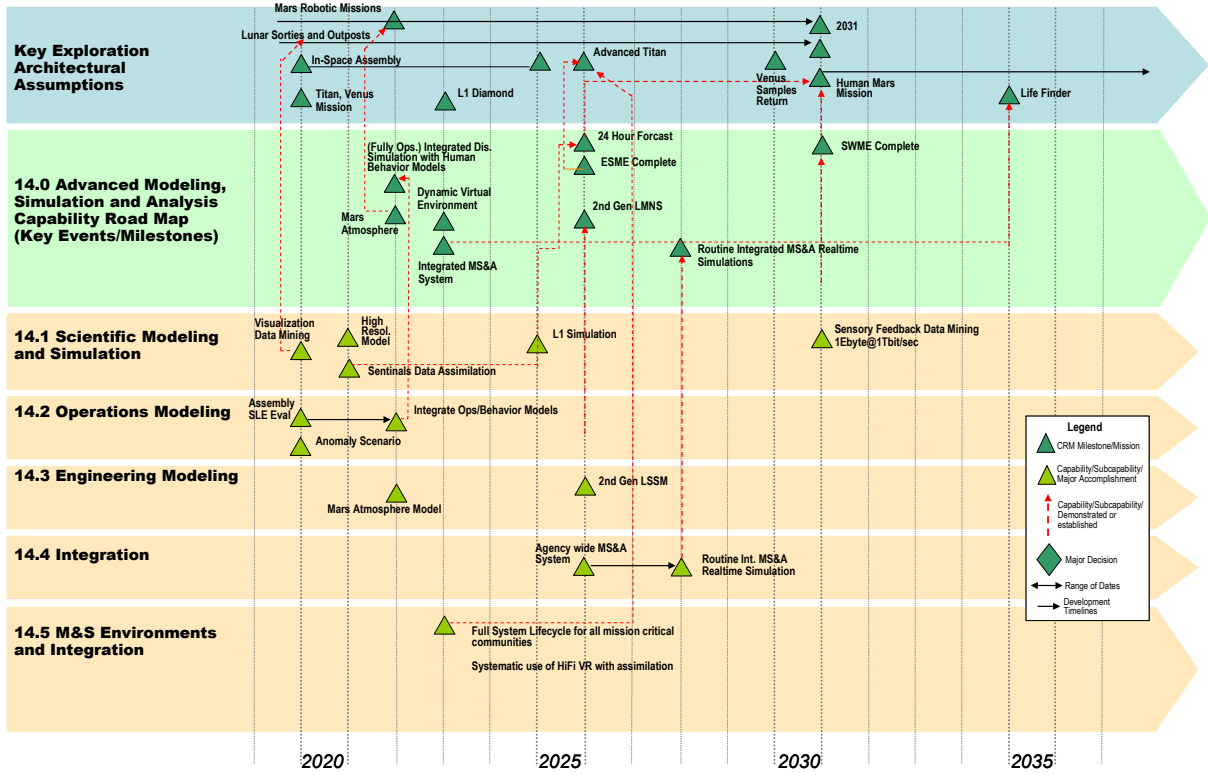 Mars Robotic Missions
2031
Lunar Sorties and Outposts
Key Exploration
Architectural
Assumptions
In-Space Assembly
Advanced Titan
Venus
Samples
Return
Human Mars
Mission
Titan, Venus
Mission
L1 Diamond
Life Finder
14.0 Advanced Modeling,
Simulation and Analysis
Capability Road Map
(Key Events/Milestones)
(Fully Ops.) Integrated Dis.
Simulation with Human
Behavior Models
24 Hour Forcast
ESME Complete
SWME Complete
Dynamic Virtual
Environment
Mars
Atmosphere
2nd Gen LMNS
Integrated MS&A
System
Routine Integrated MS&A Realtime
Simulations
14.1 Scientific Modeling
and Simulation
Visualization
Data Mining
High
Resol.
Model
Sentinals Data Assimilation
L1 Simulation
Sensory Feedback Data Mining
1Ebyte@1Tbit/sec
14.2 Operations Modeling
Assembly
SLE Eval
Integrate Ops/Behavior Models
Anomaly Scenario
14.3 Engineering Modeling
Mars Atmosphere Model
2nd Gen LSSM
14.4 Integration
Agency wide MS&A
System
Routine Int. MS&A
Realtime Simulation
14.5 M&S Environments
and Integration
Full System Lifecycle for all mission critical
communities
Systematic use of HiFi VR with assimilation
Legend
CRM Milestone/Mission
Capability/Subcapability/
Major Accomplishment
Capability/Subcapability/
Demonstrated or
established
Major Decision
Range of Dates
Development
Timelines
2020
2025
2030
2035